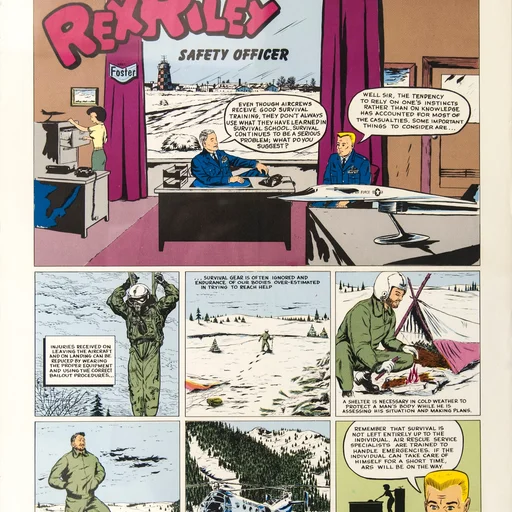 REX RILEY
SAFETY OFFICER
Foster
EVEN THOUGH AIRCREWS
RECEIVE GOOD SURVIVAL
TRAINING, THEY DON'T ALWAYS
USE WHAT THEY HAVE LEARNED IN
SURVIVAL SCHOOL, SURVIVAL
CONTINUES TO BE A SERIOUS
PROBLEM; WHAT DO YOU
SUGGEST?
WELL SIR, THE TENDENCY
TO RELY ON ONE'S INSTINCTS
RATHER THAN ON KNOWLEDGE,
HAS ACCOUNTED FOR MOST OF
THE CASUALTIES. SOME IMPORTANT
THINGS TO CONSIDER ARE...
INJURIES RECEIVED ON
LEAVING THE AIRCRAFT
AND ON LANDING CAN BE
REDUCED BY WEARING
THE PROPER EQUIPMENT
AND USING THE CORRECT
BAILOUT PROCEDURES...
...SURVIVAL GEAR IS OFTEN IGNORED AND
ENDURANCE OF OUR BODIES OVER-ESTIMATED
IN TRYING TO REACH HELP
A SHELTER IS NECESSARY IN COLD WEATHER TO
PROTECT A MAN'S BODY WHILE HE IS
ASSESSING HIS SITUATION AND MAKING PLANS.
REMEMBER THAT SURVIVAL IS
NOT LEFT ENTIRELY UP TO THE
INDIVIDUAL. AIR RESCUE SERVICE
SPECIALISTS ARE TRAINED TO
HANDLE EMERGENCIES. IF THE
INDIVIDUAL CAN TAKE CARE OF
HIMSELF FOR A SHORT TIME,
ARS WILL BE ON THE WAY